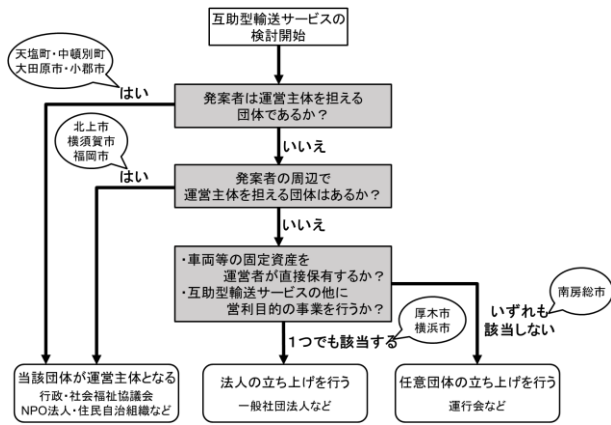 互助型輸送サービスの
検討開始
天塩町・中頓別町
大田原市・小郡市
はい
発案者は運営主体を担える
団体であるか？
いいえ
北上市
横須賀市
福岡市
はい
発案者の周辺で
運営主体を担える団体はあるか？
いいえ
・車両等の固定資産を
運営者が直接保有するか？
・互助型輸送サービスの他に
営利目的の事業を行うか？
南房総市
厚木市
横浜市
いずれも
該当しない
１つでも該当する
当該団体が運営主体となる
行政・社会福祉協議会
NPO法人・住民自治組織など
法人の立ち上げを行う
一般社団法人など
任意団体の立ち上げを行う
運行会など